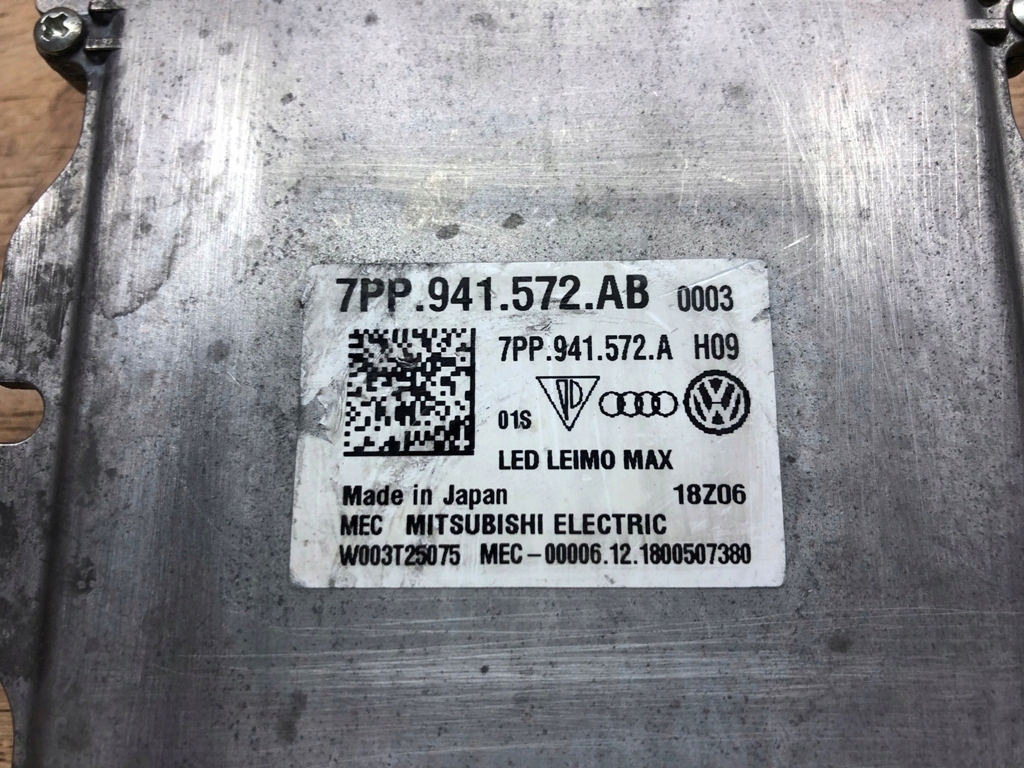 7PP.941.572.AB 0003
7PP.941.572.A H09
01S
LED LEIMO MAX
Made in Japan 18Z06
MEC MITSUBISHI ELECTRIC
W003T25075 MEC-00006.12.1800507380